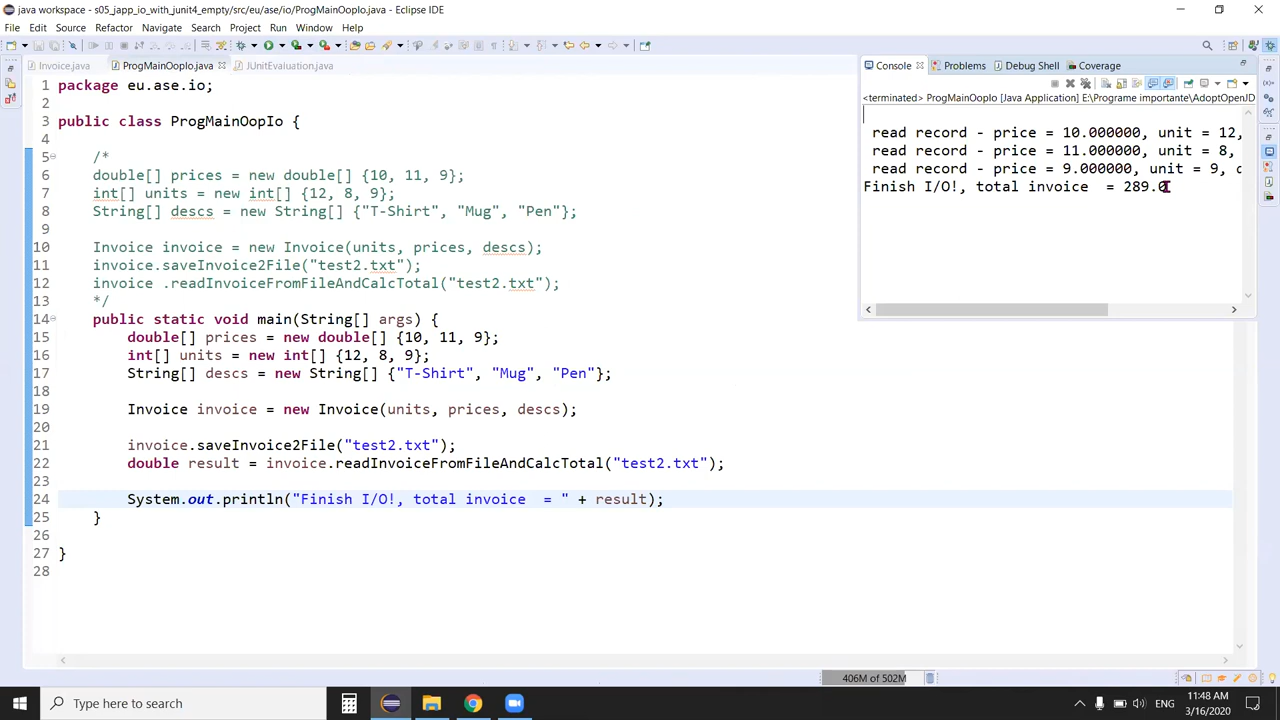 java workspace - s05_japp_io_with_junit4_empty/src/eu/ase/io/ProgMainOopIo.java - Eclipse IDE
File Edit Source Refactor Navigate Search Project Run Window Help
Invoice.java ProgMainOopIo.java JUnitEvaluation.java
1 package eu.ase.io;
2
3 public class ProgMainOopIo {
4
5 /*
6 double[] prices = new double[] {10, 11, 9};
7 int[] units = new int[] {12, 8, 9};
8 String[] descs = new String[] {"T-Shirt", "Mug", "Pen"};
9
10 Invoice invoice = new Invoice(units, prices, descs);
11 invoice.saveInvoice2File("test2.txt");
12 invoice .readInvoiceFromFileAndCalcTotal("test2.txt");
13 */
14 public static void main(String[] args) {
15 double[] prices = new double[] {10, 11, 9};
16 int[] units = new int[] {12, 8, 9};
17 String[] descs = new String[] {"T-Shirt", "Mug", "Pen"};
18
19 Invoice invoice = new Invoice(units, prices, descs);
20
21 invoice.saveInvoice2File("test2.txt");
22 double result = invoice.readInvoiceFromFileAndCalcTotal("test2.txt");
23
24 System.out.println("Finish I/O!, total invoice  = " + result);
25 }
26
27 }
28
Console Problems Debug Shell Coverage
<terminated> ProgMainOopIo [Java Application] E:\Programe importante\AdoptOpenJD
read record - price = 10.000000, unit = 12,
read record - price = 11.000000, unit = 8,
read record - price = 9.000000, unit = 9,
Finish I/O!, total invoice  = 289.0
406M of 502M
Type here to search
ENG
11:48 AM
3/16/2020